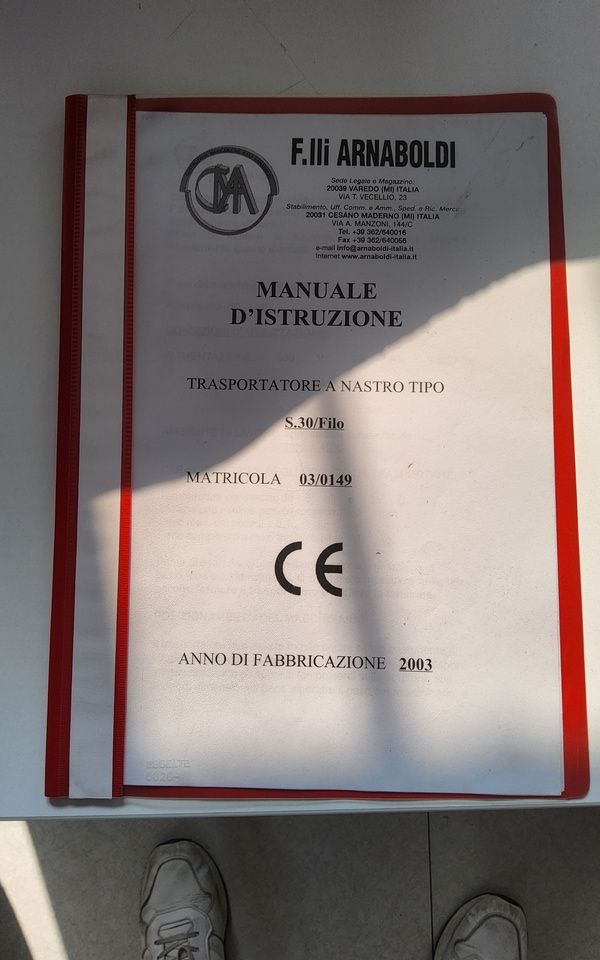 F.lli ARNABOLDI
Sede Legale e Magazzino:
20039 VAREDO (MI) ITALIA
VIA T. VECELLIO, 23
Stabilimento, Uff. Comm. e Amm., Sped. e Ric. Merce
20031 CESANO MADERNO (MI) ITALIA
VIA A. MANZONI, 144/C
Tel. +39 362/640016
Fax +39 362/640056
e-mail info@arnaboldi-italia.it
Internet www.arnaboldi-italia.it
MANUALE
D'ISTRUZIONE
TRASPORTATORE A NASTRO TIPO
S.30/Filo
MATRICOLA 03/0149
CE
ANNO DI FABBRICAZIONE 2003
ESSELTE